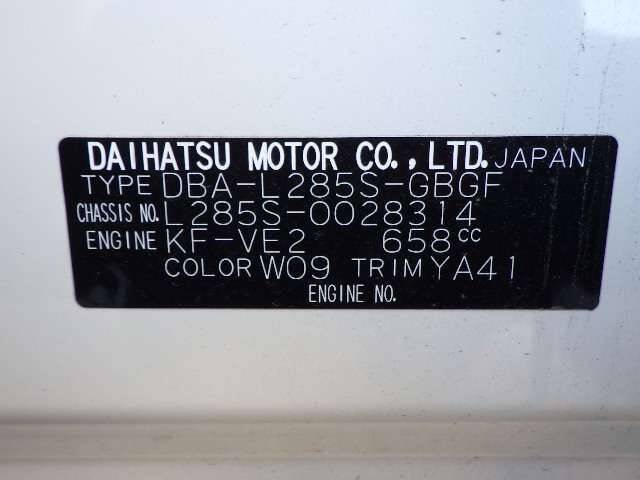 DAIHATSU MOTOR CO., LTD. JAPAN
TYPE DBA-L285S-GBGF
CHASSIS NO. L285S-0028314
ENGINE KF-VE2 658cc
COLOR W09 TRIM YA41
ENGINE NO.